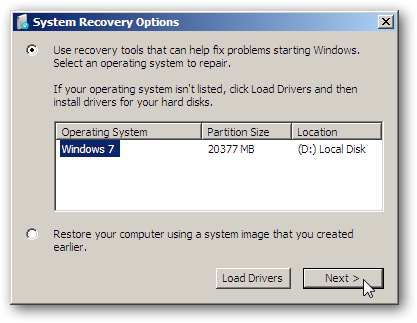 System Recovery Options
Use recovery tools that can help fix problems starting Windows.
Select an operating system to repair.
If your operating system isn't listed, click Load Drivers and then
install drivers for your hard disks.
Operating System Partition Size Location
Windows 7 20377 MB (D:) Local Disk
Restore your computer using a system image that you created
earlier.
Load Drivers Next >